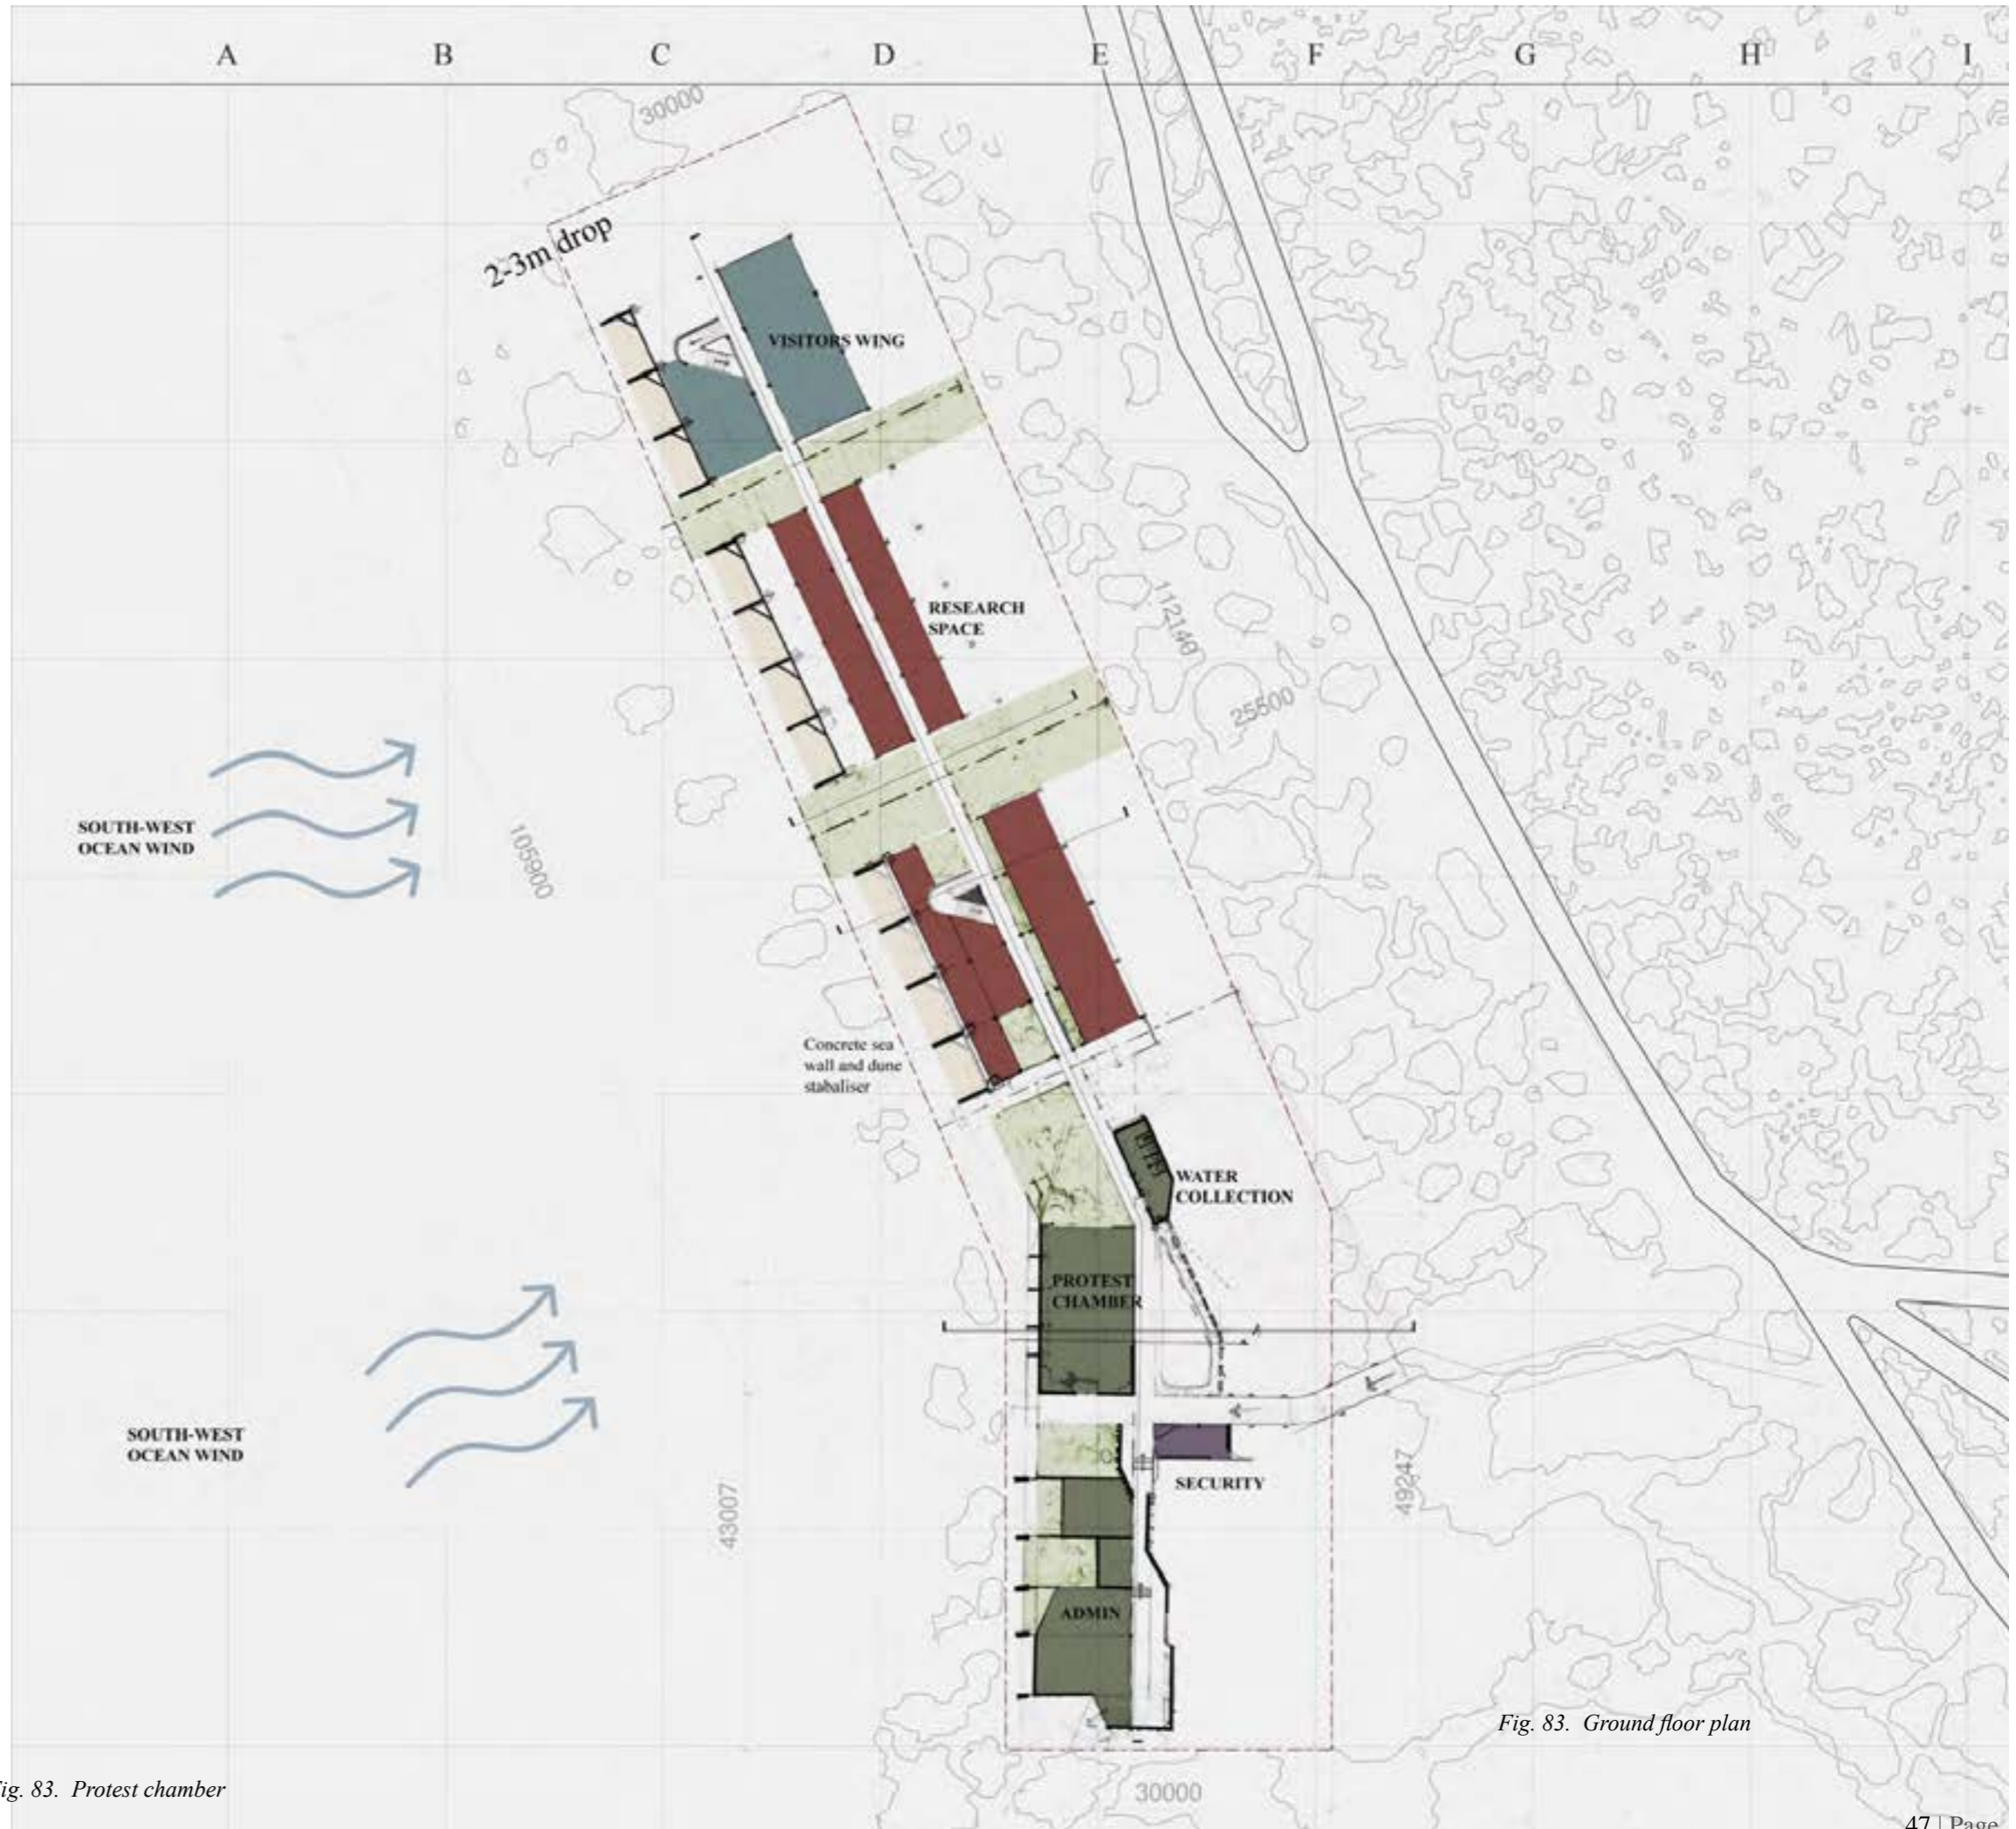 A B C D E F G H I
30000
2-3m drop
VISITORS WING
RESEARCH
SPACE
112140
25500
SOUTH-WEST
OCEAN WIND
105900
Concrete sea
wall and dune
stabaliser
WATER
COLLECTION
PROTEST
CHAMBER
SOUTH-WEST
OCEAN WIND
SECURITY
43007
49247
ADMIN
Fig. 83. Ground floor plan
ig. 83. Protest chamber
30000
47 | Page